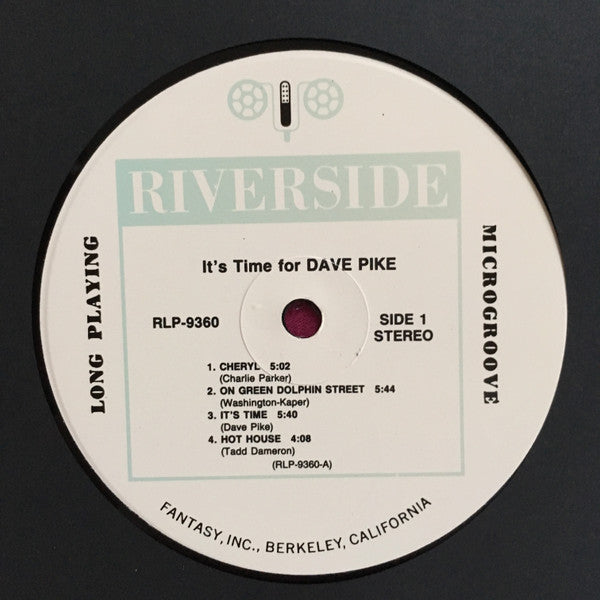 RIVERSIDE
It's Time for DAVE PIKE
LONG PLAYING
MICROGROOVE
RLP-9360
SIDE 1
STEREO
1. CHERYL 5:02
(Charlie Parker)
2. ON GREEN DOLPHIN STREET 5:44
(Washington-Kaper)
3. IT'S TIME 5:40
(Dave Pike)
4. HOT HOUSE 4:08
(Tadd Dameron)
(RLP-9360-A)
FANTASY, INC., BERKELEY, CALIFORNIA